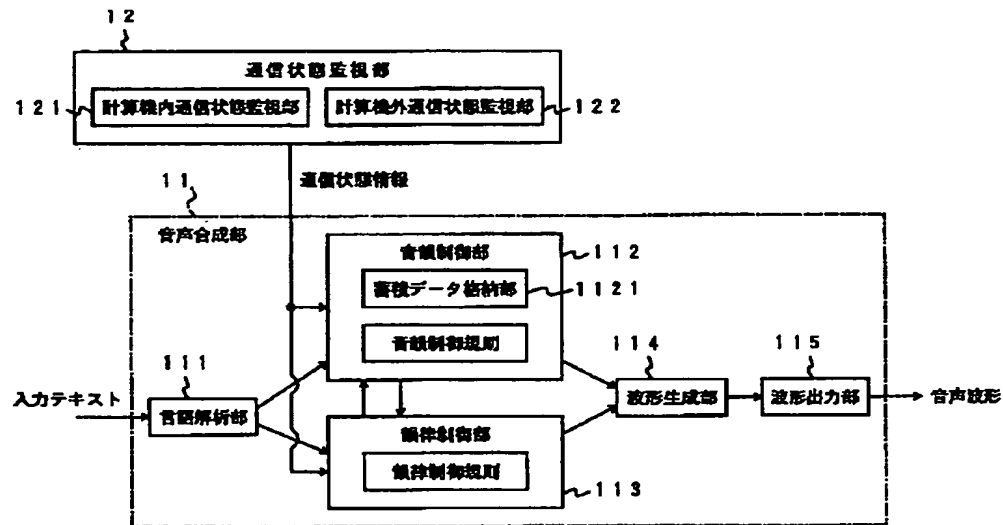 12
通信状態監視部
121
計算機内通信状態監視部
計算機外通信状態監視部
122
通信状態情報
11
音声合成部
音韻制御部
112
蓄積データ格納部
1121
音韻制御規則
111
114
115
入力テキスト
言語解析部
波形生成部
波形出力部
音声波形
韻律制御部
韻律制御規則
113